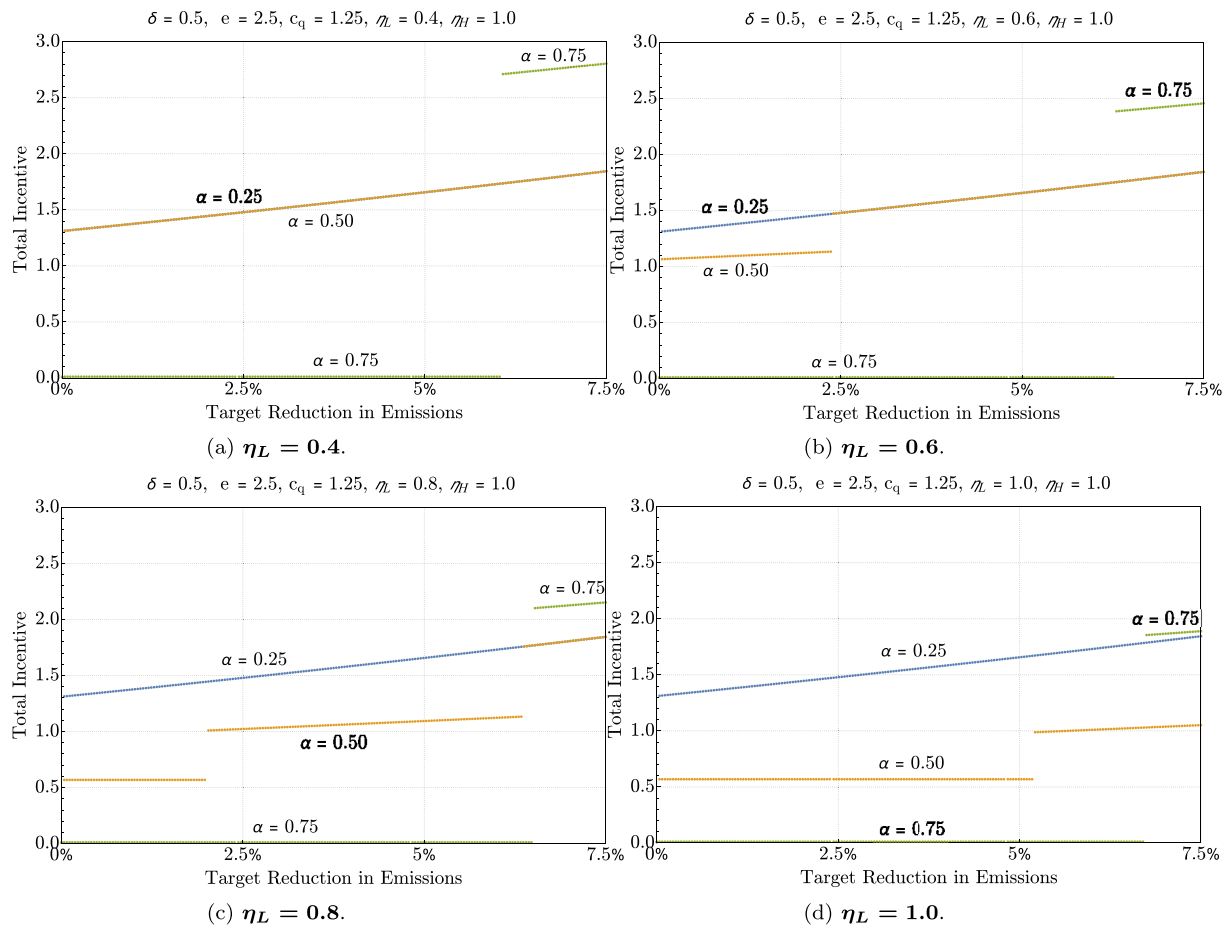 δ = 0.5, e = 2.5, c_q = 1.25, η_L = 0.4, η_H = 1.0
3.0
2.5
2.0
1.5
1.0
0.5
0.0
Total Incentive
α = 0.75
α = 0.25
α = 0.50
α = 0.75
0% 2.5% 5% 7.5%
Target Reduction in Emissions
(a) η_L = 0.4.
δ = 0.5, e = 2.5, c_q = 1.25, η_L = 0.6, η_H = 1.0
3.0
2.5
2.0
1.5
1.0
0.5
0.0
Total Incentive
α = 0.75
α = 0.25
α = 0.50
α = 0.75
0% 2.5% 5% 7.5%
Target Reduction in Emissions
(b) η_L = 0.6.
δ = 0.5, e = 2.5, c_q = 1.25, η_L = 0.8, η_H = 1.0
3.0
2.5
2.0
1.5
1.0
0.5
0.0
Total Incentive
α = 0.75
α = 0.25
α = 0.50
α = 0.75
0% 2.5% 5% 7.5%
Target Reduction in Emissions
(c) η_L = 0.8.
δ = 0.5, e = 2.5, c_q = 1.25, η_L = 1.0, η_H = 1.0
3.0
2.5
2.0
1.5
1.0
0.5
0.0
Total Incentive
α = 0.75
α = 0.25
α = 0.50
α = 0.75
0% 2.5% 5% 7.5%
Target Reduction in Emissions
(d) η_L = 1.0.